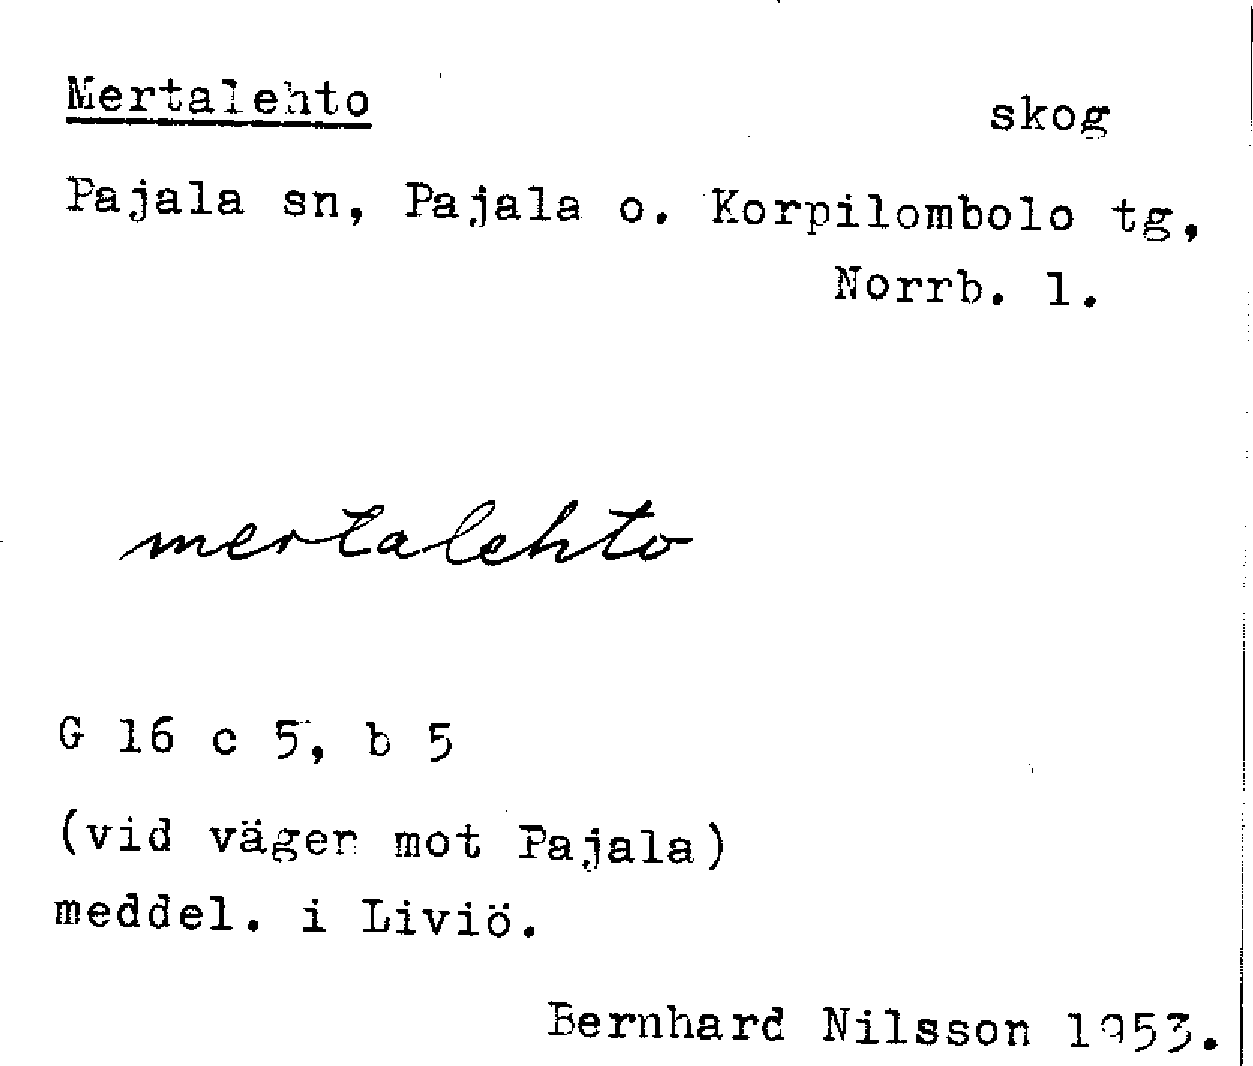 Mertalehto skog
Pajala sn, Pajala o. Korpilombolo tg,
Norrb. l.
mertalehto
G 16 c 5, b 5
(vid vägen mot Pajala)
meddel. i Liviö.
Bernhard Nilsson 1953.